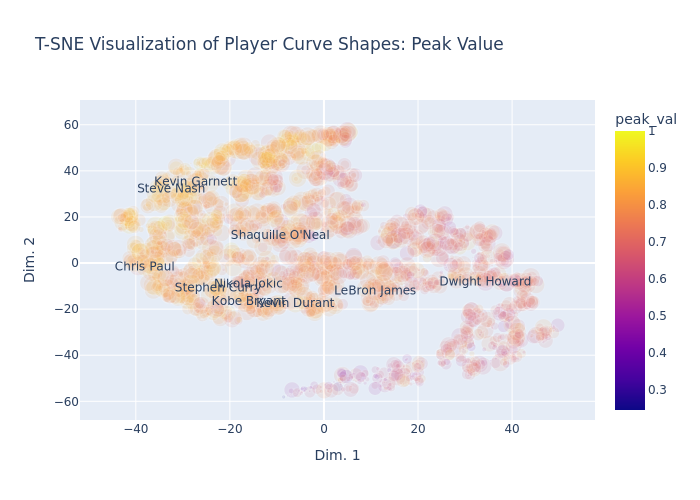 T-SNE Visualization of Player Curve Shapes: Peak Value
peak_val
1
0.9
0.8
0.7
0.6
0.5
0.4
0.3
60
40
20
0
−20
−40
−60
Dim. 2
Kevin Garnett
Steve Nash
Shaquille O'Neal
Chris Paul
Nikola Jokic
Stephen Curry
Dwight Howard
LeBron James
Kobe Bryant
Kevin Durant
−40
−20
0
20
40
Dim. 1